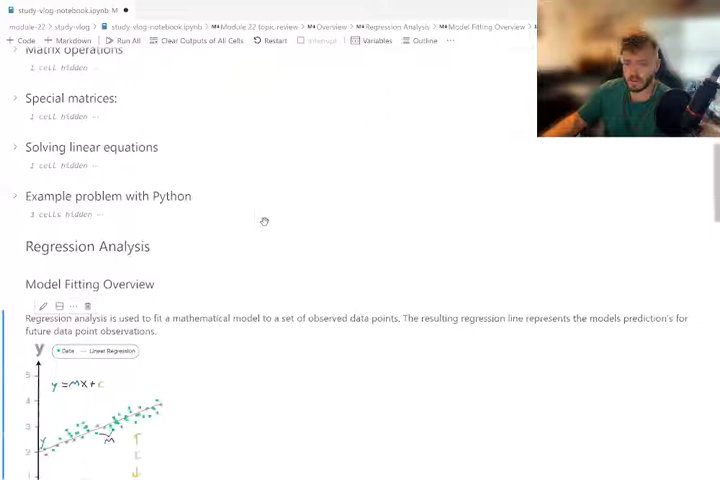 study-vlog-notebook.ipynb M
module-22 > study-vlog > study-vlog-notebook.ipynb > Module 22 topic review > Overview > Regression Analysis > Model Fitting Overview >
+ Code + Markdown Run All Clear Outputs of All Cells Restart Interrupt Variables Outline ...
Matrix operations
1 cell hidden ...
Special matrices:
1 cell hidden ...
Solving linear equations
1 cell hidden ...
Example problem with Python
3 cells hidden ...
Regression Analysis
Model Fitting Overview
Regression analysis is used to fit a mathematical model to a set of observed data points. The resulting regression line represents the models prediction's for
future data point observations.
y
Data Linear Regression
5
y = mx + c
4
3
m
y
2
c
1